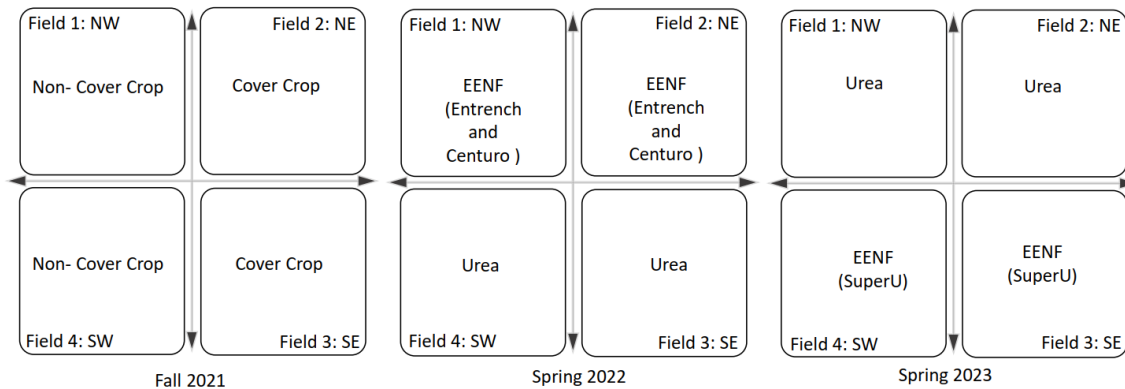 Field 1: NW
Non- Cover Crop
Field 2: NE
Cover Crop
Non- Cover Crop
Field 4: SW
Cover Crop
Field 3: SE
Fall 2021
Field 1: NW
EENF
(Entrench
and
Centuro )
Field 2: NE
EENF
(Entrench
and
Centuro )
Urea
Field 4: SW
Urea
Field 3: SE
Spring 2022
Field 1: NW
Urea
Field 2: NE
Urea
EENF
(SuperU)
Field 4: SW
EENF
(SuperU)
Field 3: SE
Spring 2023